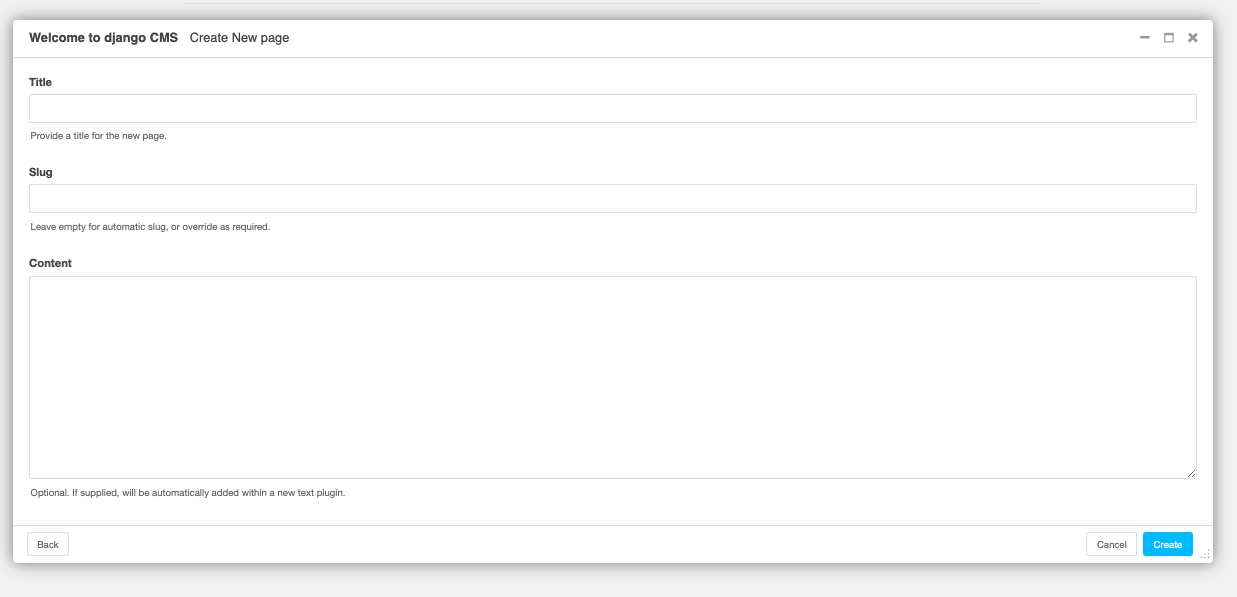 Welcome to django CMS Create New page
Title
Provide a title for the new page.
Slug
Leave empty for automatic slug, or override as required.
Content
Optional. If supplied, will be automatically added within a new text plugin.
Back Cancel Create